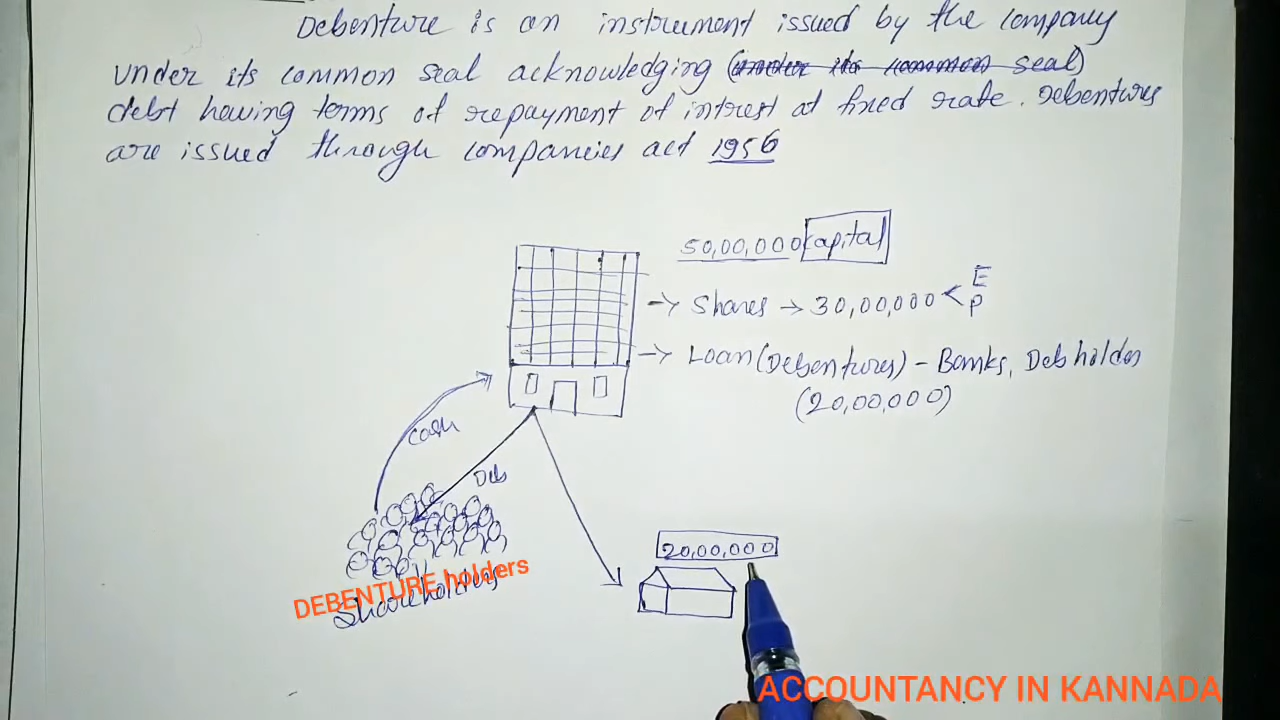 Debenture is an instrument issued by the company
under its common seal acknowledging (under its common seal)
debt having terms of repayment of interest at fixed rate. Debentures
are issued through companies act 1956
50,00,000 Capital
→ Shares → 30,00,000 < E
P
→ Loan (Debentures) - Banks, Deb holder
(20,00,000)
Cash
Deb
20,00,000
DEBENTURE holders
Shareholders
ACCOUNTANCY IN KANNADA